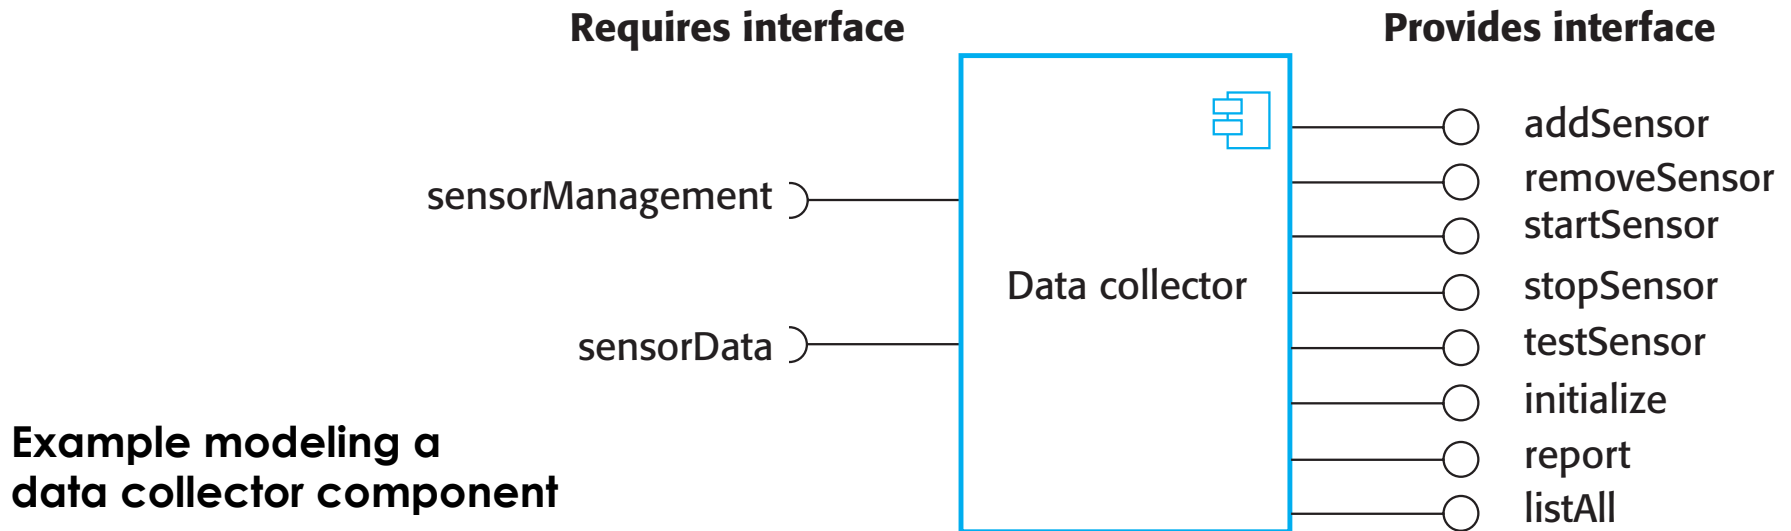 Requires interface
Provides interface
addSensor
removeSensor
sensorManagement
startSensor
Data collector
stopSensor
sensorData
testSensor
initialize
Example modeling a
data collector component
report
listAll